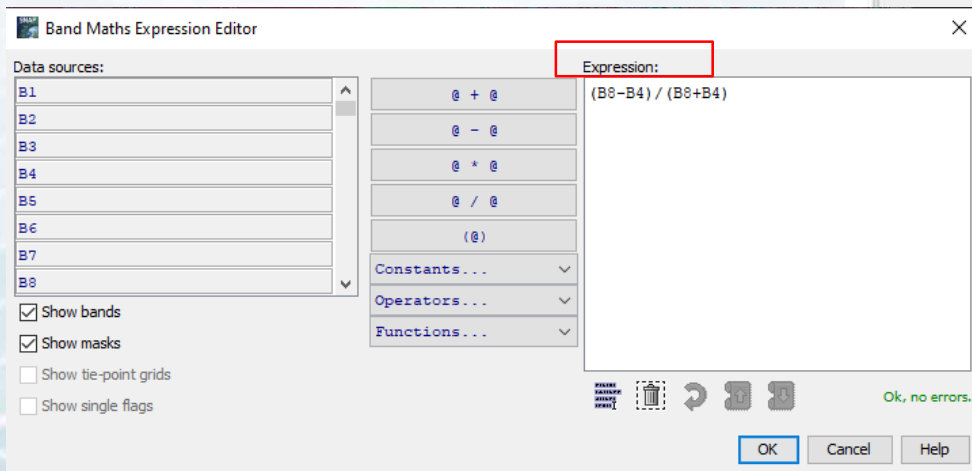 SNAP
Band Maths Expression Editor
Data sources:
B1
B2
B3
B4
B5
B6
B7
B8
Show bands
Show masks
Show tie-point grids
Show single flags
@ + @
@ - @
@ * @
@ / @
(@)
Constants...
Operators...
Functions...
Expression:
(B8-B4)/(B8+B4)
Ok, no errors.
OK
Cancel
Help